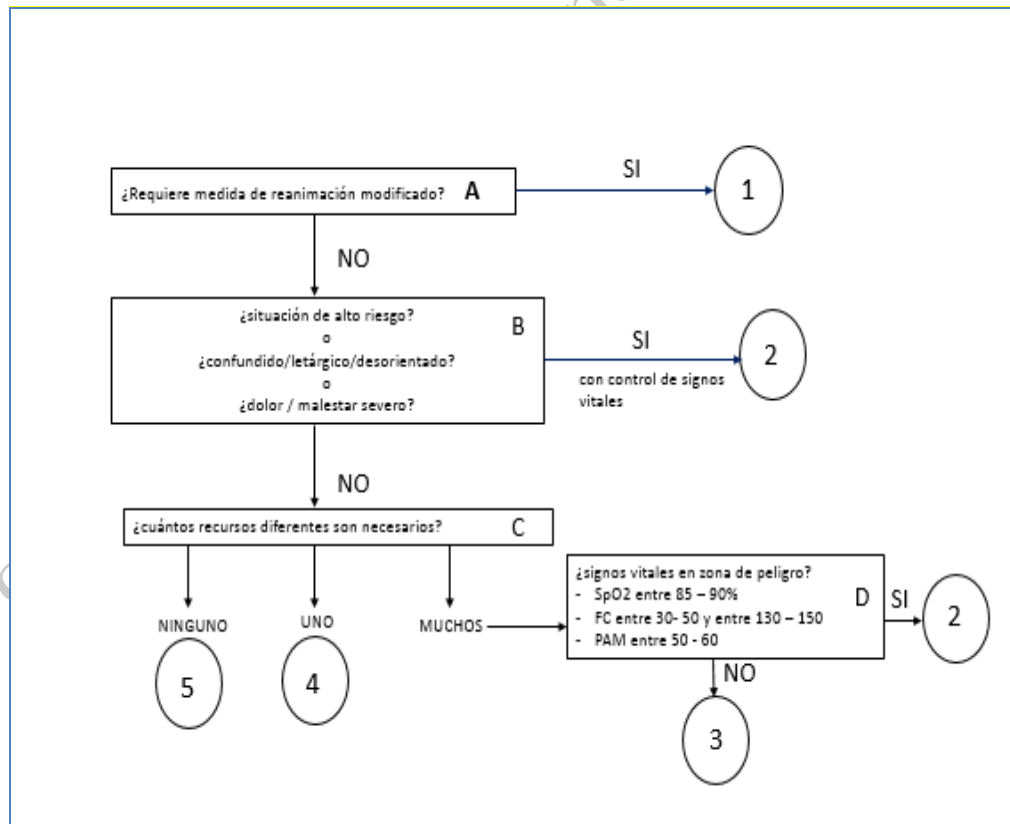 ¿Requiere medida de reanimación modificado? A
SI
1
NO
¿situación de alto riesgo? B
o
¿confundido/letárgico/desorientado?
o
¿dolor / malestar severo?
SI
con control de signos
vitales
2
NO
¿cuántos recursos diferentes son necesarios? C
NINGUNO
UNO
MUCHOS
5
4
¿signos vitales en zona de peligro? D
- SpO2 entre 85 – 90%
- FC entre 30- 50 y entre 130 – 150
- PAM entre 50 - 60
SI
2
NO
3